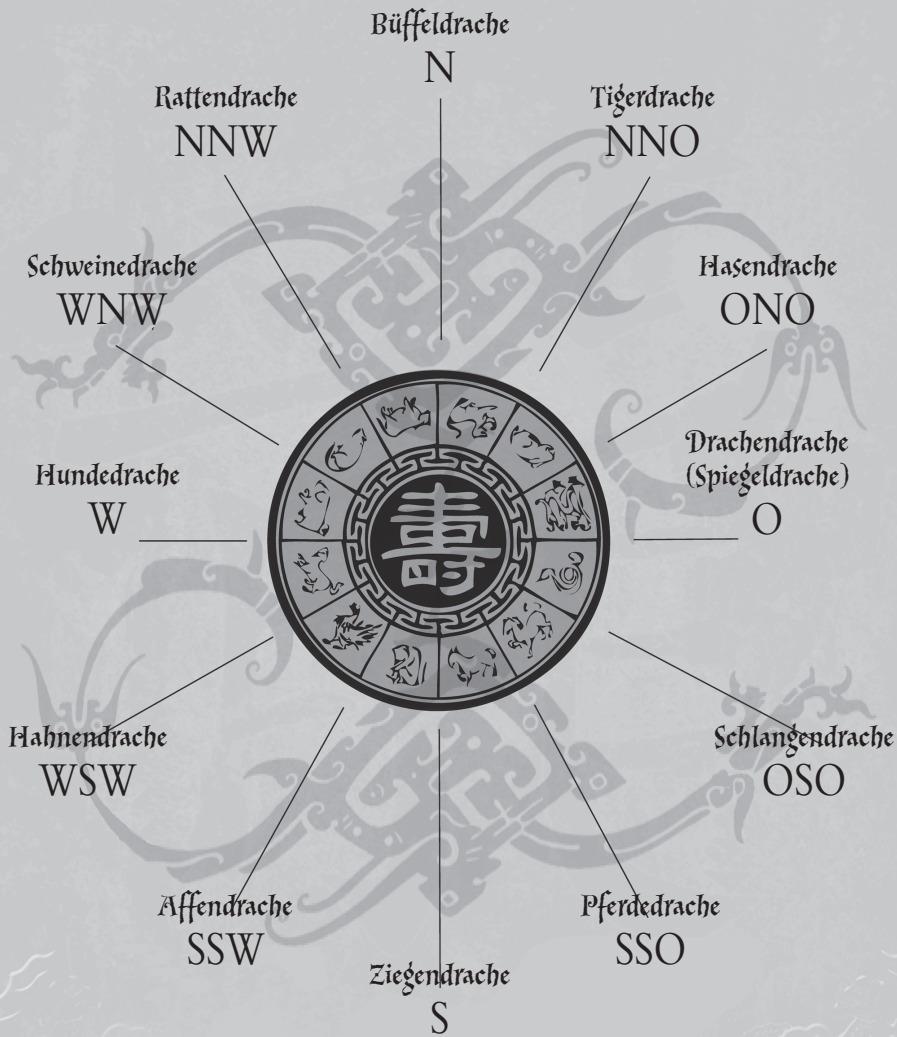 Büffeldrache
N
Rattendrache
NNW
Tigerdrache
NNO
Schweinedrache
WNW
Hasendrache
ONO
Hundedrache
W
Drachendrache
(Spiegeldrache)
O
壽
Hahnendrache
WSW
Schlangendrache
OSO
Affendrache
SSW
Pferdedrache
SSO
Ziegendrache
S